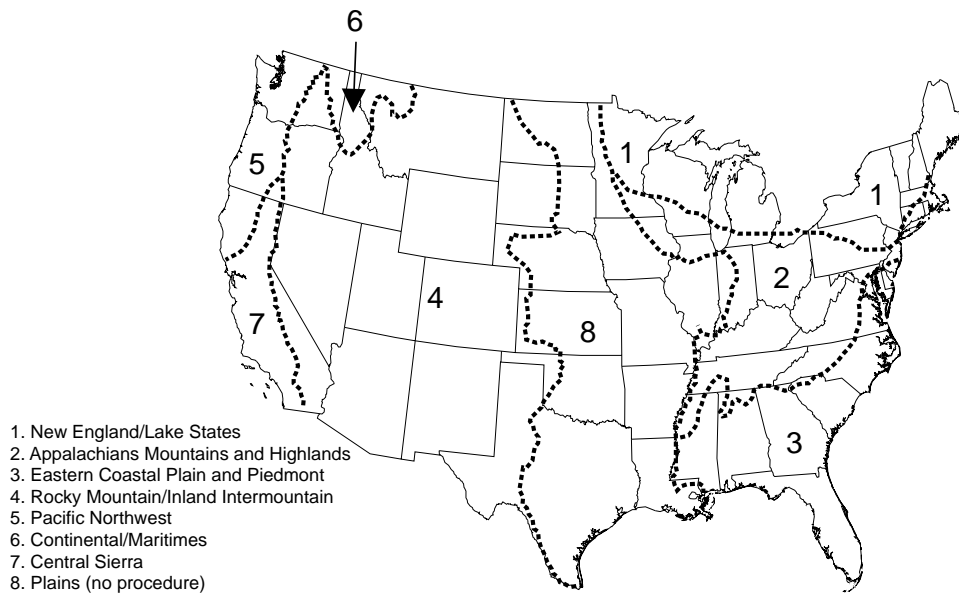 6
1
5
1
2
4
7
8
3
1. New England/Lake States
2. Appalachians Mountains and Highlands
3. Eastern Coastal Plain and Piedmont
4. Rocky Mountain/Inland Intermountain
5. Pacific Northwest
6. Continental/Maritimes
7. Central Sierra
8. Plains (no procedure)